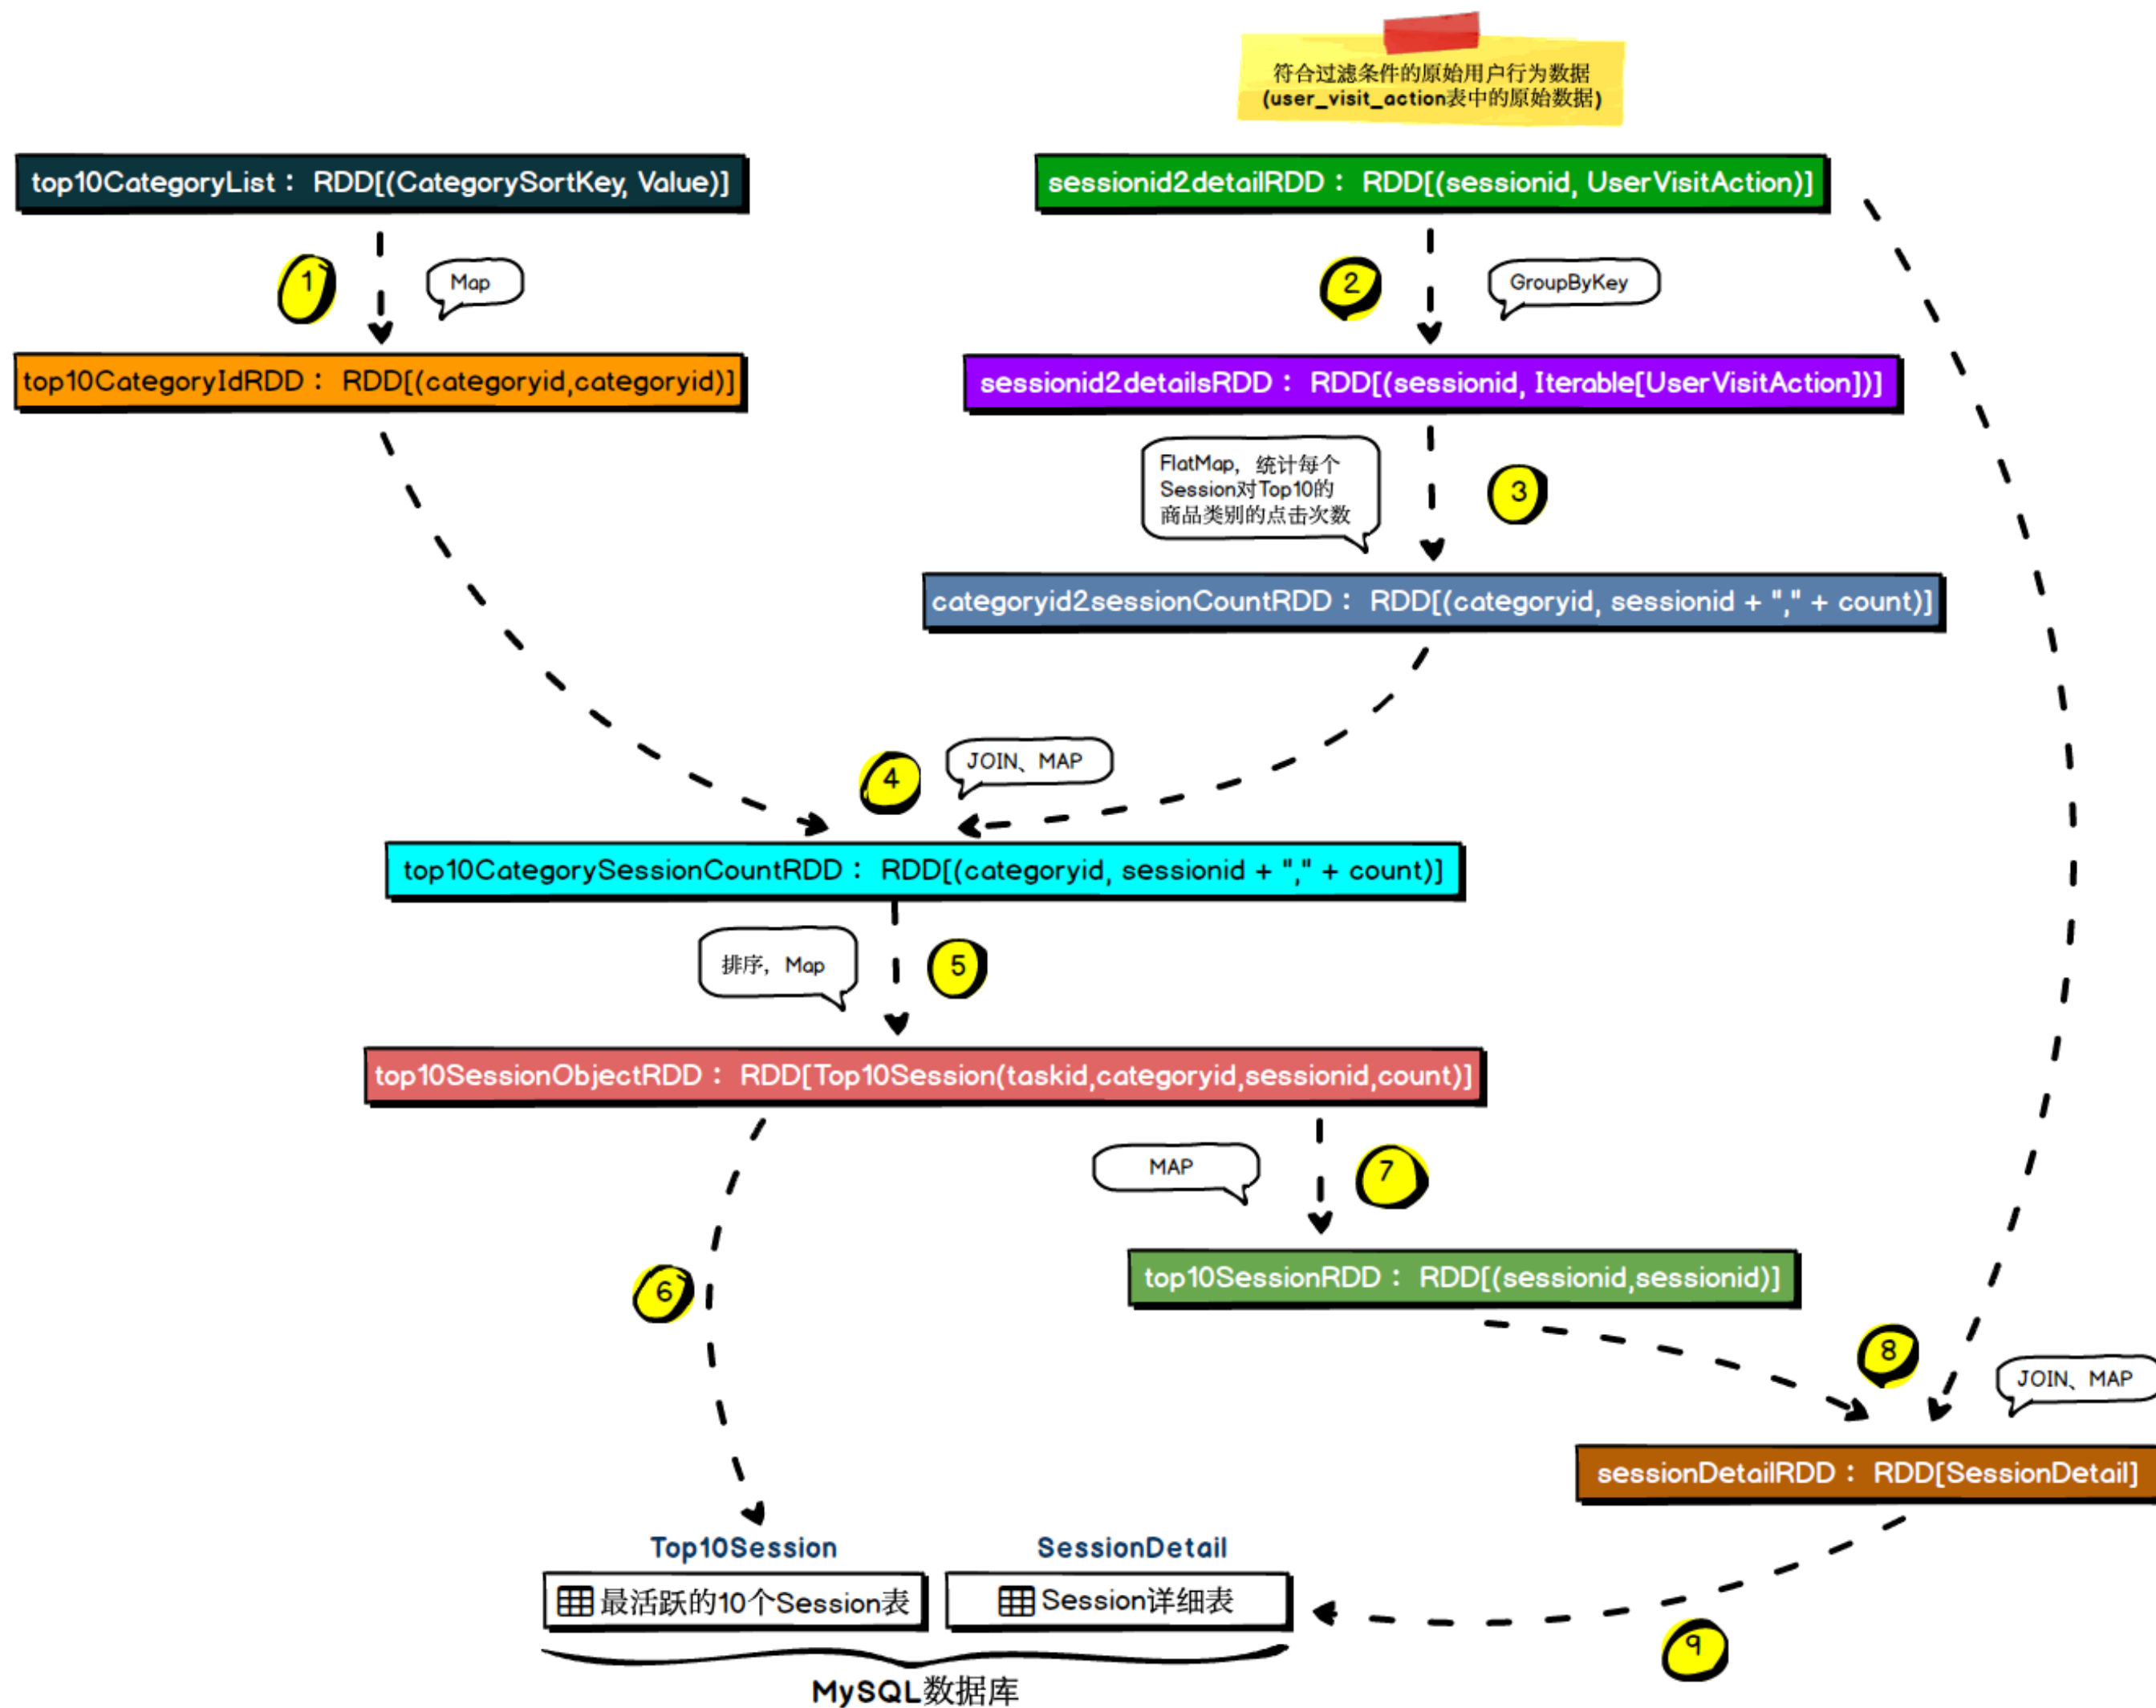 符合过滤条件的原始用户行为数据
(user_visit_action表中的原始数据)
top10CategoryList： RDD[(CategorySortKey, Value)]
sessionid2detailRDD： RDD[(sessionid, UserVisitAction)]
1
Map
2
GroupByKey
top10CategoryIdRDD： RDD[(categoryid,categoryid)]
sessionid2detailsRDD： RDD[(sessionid, Iterable[UserVisitAction])]
FlatMap，统计每个
Session对Top10的
商品类别的点击次数
3
categoryid2sessionCountRDD： RDD[(categoryid, sessionid + "," + count)]
4
JOIN、MAP
top10CategorySessionCountRDD： RDD[(categoryid, sessionid + "," + count)]
排序，Map
5
top10SessionObjectRDD： RDD[Top10Session(taskid,categoryid,sessionid,count)]
MAP
7
6
top10SessionRDD： RDD[(sessionid,sessionid)]
8
JOIN、MAP
sessionDetailRDD： RDD[SessionDetail]
Top10Session
SessionDetail
最活跃的10个Session表
Session详细表
9
MySQL数据库